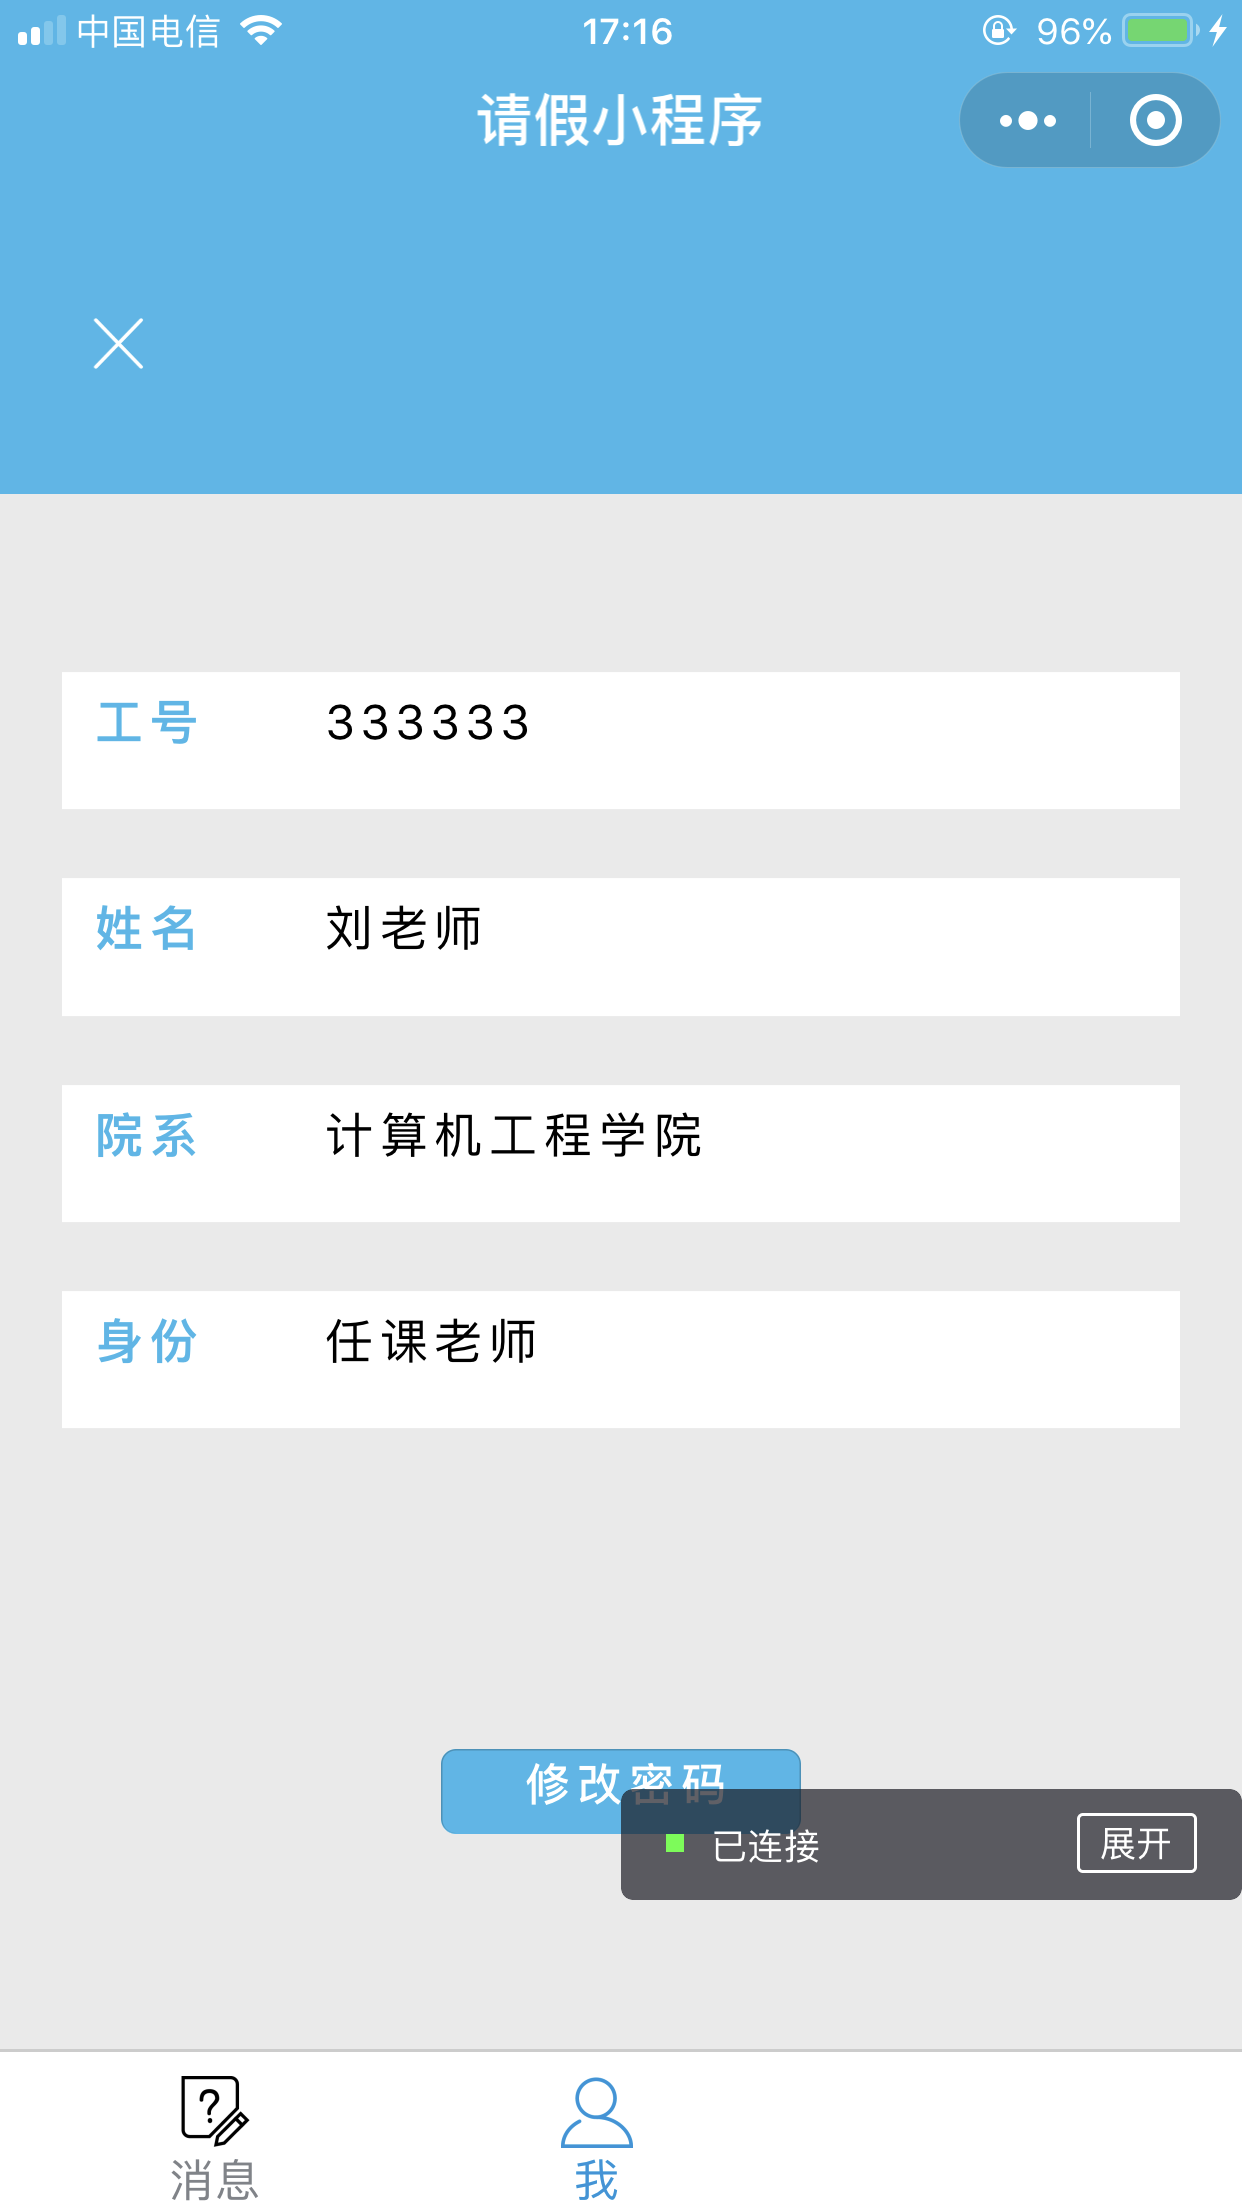 中国电信 17:16 96%
请假小程序
工号 333333
姓名 刘老师
院系 计算机工程学院
身份 任课老师
修改密码
已连接 展开
消息 我